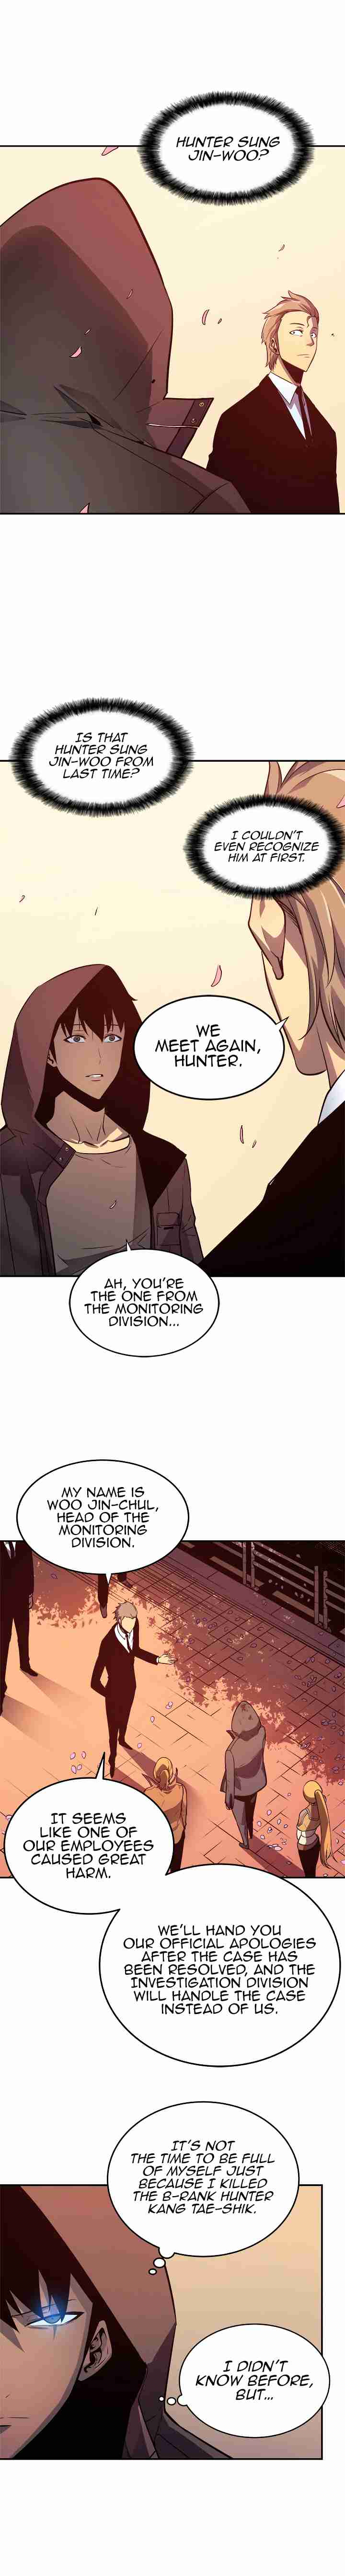 HUNTER SUNG
JIN-WOO?
IS THAT
HUNTER SUNG
JIN-WOO FROM
LAST TIME?
I COULDN'T
EVEN RECOGNIZE
HIM AT FIRST.
WE
MEET AGAIN,
HUNTER.
AH, YOU'RE
THE ONE FROM
THE MONITORING
DIVISION...
MY NAME IS
WOO JIN-CHUL,
HEAD OF THE
MONITORING
DIVISION.
IT SEEMS
LIKE ONE OF
OUR EMPLOYEES
CAUSED GREAT
HARM.
WE'LL HAND YOU
OUR OFFICIAL APOLOGIES
AFTER THE CASE HAS
BEEN RESOLVED, AND THE
INVESTIGATION DIVISION
WILL HANDLE THE CASE
INSTEAD OF US.
IT'S NOT
THE TIME TO BE FULL
OF MYSELF JUST
BECAUSE I KILLED
THE B-RANK HUNTER
KANG TAE-SHIK.
I DIDN'T
KNOW BEFORE,
BUT...